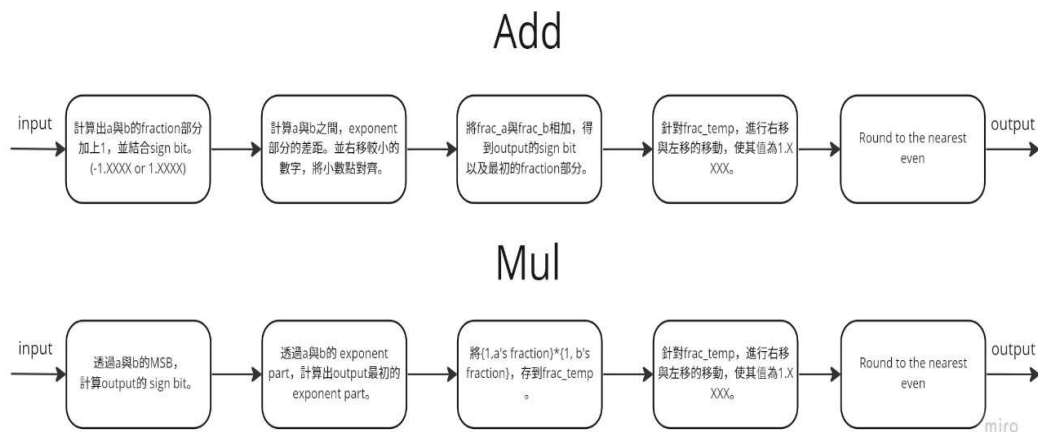 Add
input
計算出a與b的fraction部分
加上1，並結合sign bit。
(-1.XXXX or 1.XXXX)
計算a與b之間，exponent
部分的差距。並右移較小的
數字，將小數點對齊。
將frac_a與frac_b相加，得
到output的sign bit
以及最初的fraction部分。
針對frac_temp，進行右移
與左移的移動，使其值為1.X
XXX。
Round to the nearest
even
output
Mul
input
透過a與b的MSB，
計算output的 sign bit.
透過a與b的 exponent
part，計算出output最初的
exponent part。
將{1,a's fraction}*{1, b's
fraction}，存到frac_temp
。
針對frac_temp，進行右移
與左移的移動，使其值為1.X
XXX。
Round to the nearest
even
output
miro